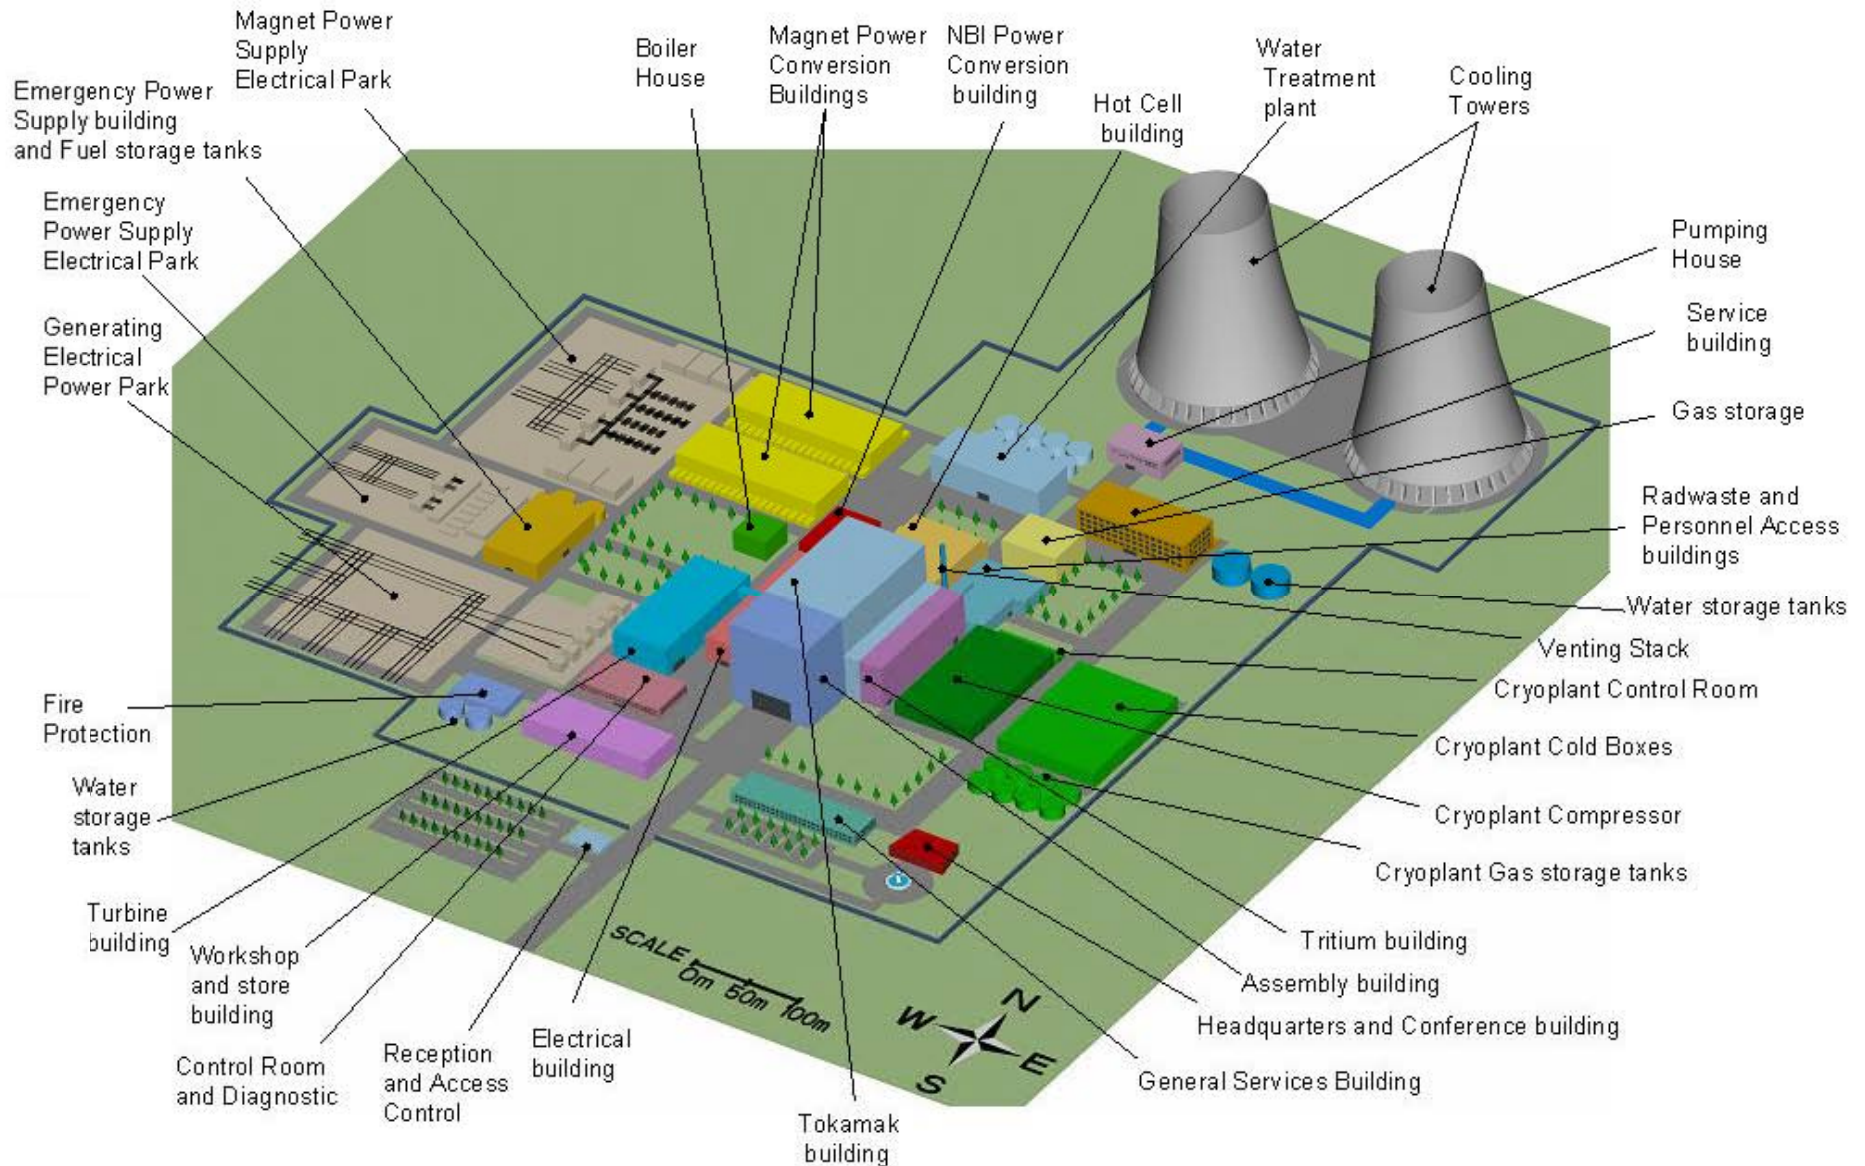 Magnet Power
Supply
Electrical Park
Boiler
House
Magnet Power
Conversion
Buildings
NBI Power
Conversion
building
Water
Treatment
plant
Hot Cell
building
Cooling
Towers
Emergency Power
Supply building
and Fuel storage tanks
Emergency
Power Supply
Electrical Park
Generating
Electrical
Power Park
Pumping
House
Service
building
Gas storage
Radwaste and
Personnel Access
buildings
Water storage tanks
Venting Stack
Cryoplant Control Room
Cryoplant Cold Boxes
Cryoplant Compressor
Cryoplant Gas storage tanks
Tritium building
Assembly building
Headquarters and Conference building
General Services Building
Fire
Protection
Water
storage
tanks
Turbine
building
Workshop
and store
building
Control Room
and Diagnostic
Reception
and Access
Control
Electrical
building
Tokamak
building
SCALE
0m 50m 100m
N
W
E
S